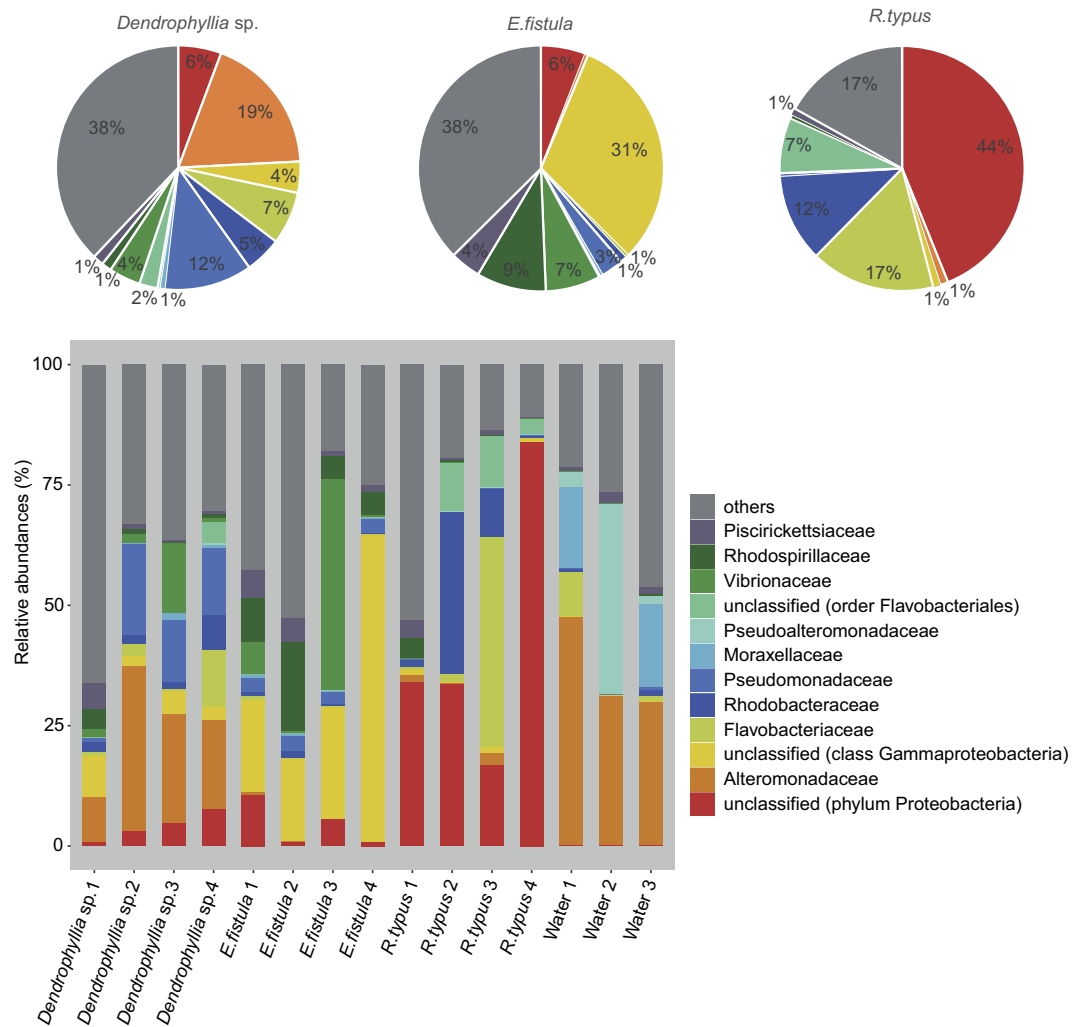 Dendrophyllia sp.
E.fistula
R.typus
6%
19%
4%
7%
5%
12%
1%
2%
4%
1%
1%
38%
6%
31%
1%
1%
3%
7%
9%
4%
38%
44%
1%
1%
17%
12%
7%
1%
17%
Relative abundances (%)
100
75
50
25
0
Dendrophyllia sp.1
Dendrophyllia sp.2
Dendrophyllia sp.3
Dendrophyllia sp.4
E.fistula 1
E.fistula 2
E.fistula 3
E.fistula 4
R.typus 1
R.typus 2
R.typus 3
R.typus 4
Water 1
Water 2
Water 3
others
Piscirickettsiaceae
Rhodospirillaceae
Vibrionaceae
unclassified (order Flavobacteriales)
Pseudoalteromonadaceae
Moraxellaceae
Pseudomonadaceae
Rhodobacteraceae
Flavobacteriaceae
unclassified (class Gammaproteobacteria)
Alteromonadaceae
unclassified (phylum Proteobacteria)